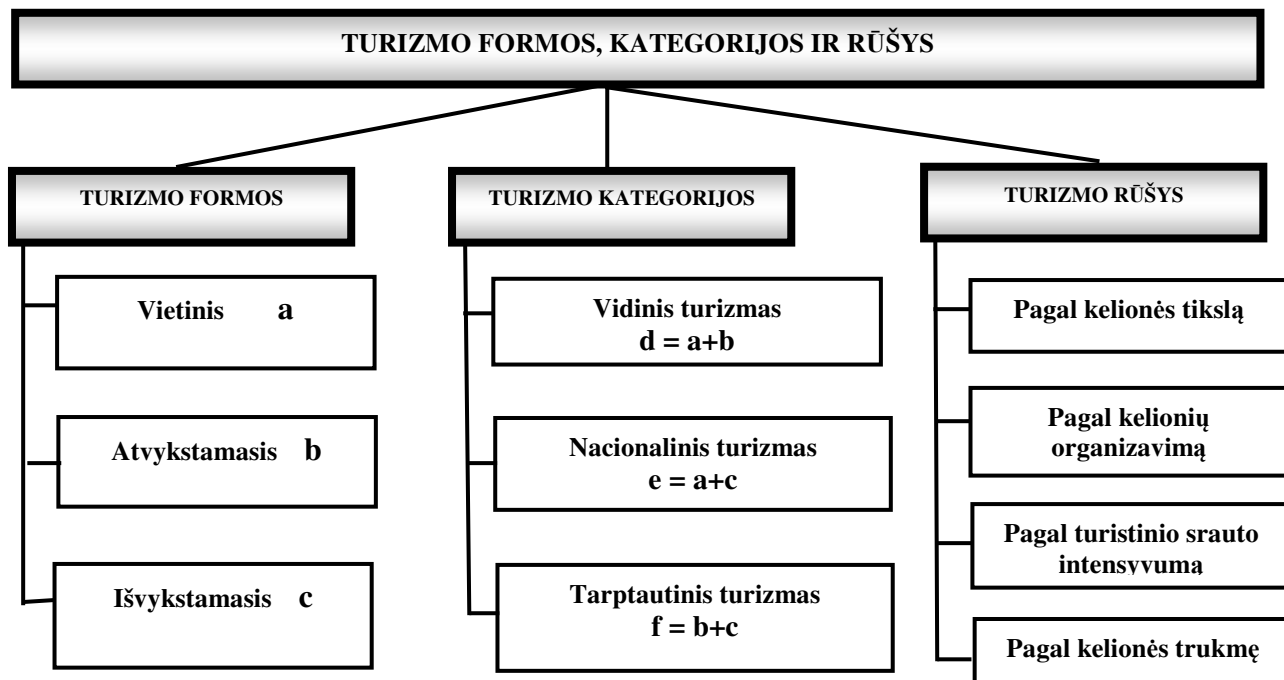 TURIZMO FORMOS, KATEGORIJOS IR RŪŠYS
TURIZMO FORMOS
Vietinis a
Atvykstamasis b
Išvykstamasis c
TURIZMO KATEGORIJOS
Vidinis turizmas
d = a+b
Nacionalinis turizmas
e = a+c
Tarptautinis turizmas
f = b+c
TURIZMO RŪŠYS
Pagal kelionės tikslą
Pagal kelionių
organizavimą
Pagal turistinio srauto
intensyvumą
Pagal kelionės trukmę